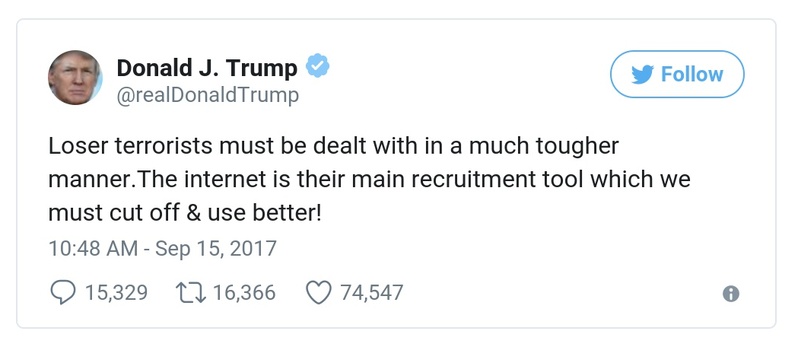 Donald J. Trump
@realDonaldTrump
Follow
Loser terrorists must be dealt with in a much tougher
manner.The internet is their main recruitment tool which we
must cut off & use better!
10:48 AM - Sep 15, 2017
15,329 16,366 74,547